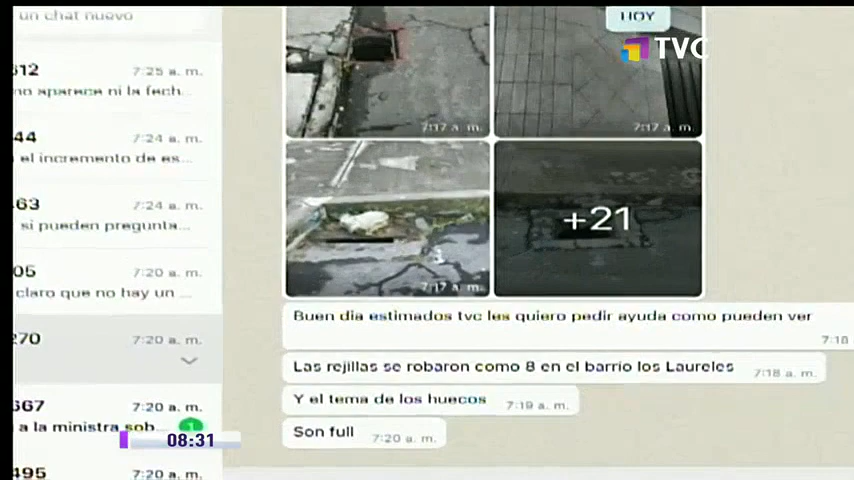 un chat nuevo
HOY
TVC
612
7:25 a. m.
no aparece ni la fech...
44
7:24 a. m.
el incremento de es...
63
7:24 a. m.
si pueden pregunta...
05
7:20 a. m.
claro que no hay un ...
270
7:20 a. m.
667
7:20 a. m.
a la ministra sob...
1
08:31
495
7:20 a. m.
7:17 a. m.
7:17 a. m.
7:17 a. m.
+21
Buen dia estimados tvc les quiero pedir ayuda como pueden ver
7:18
Las rejillas se robaron como 8 en el barrio los Laureles
7:18 a. m.
Y el tema de los huecos
7:19 a. m.
Son full
7:20 a. m.